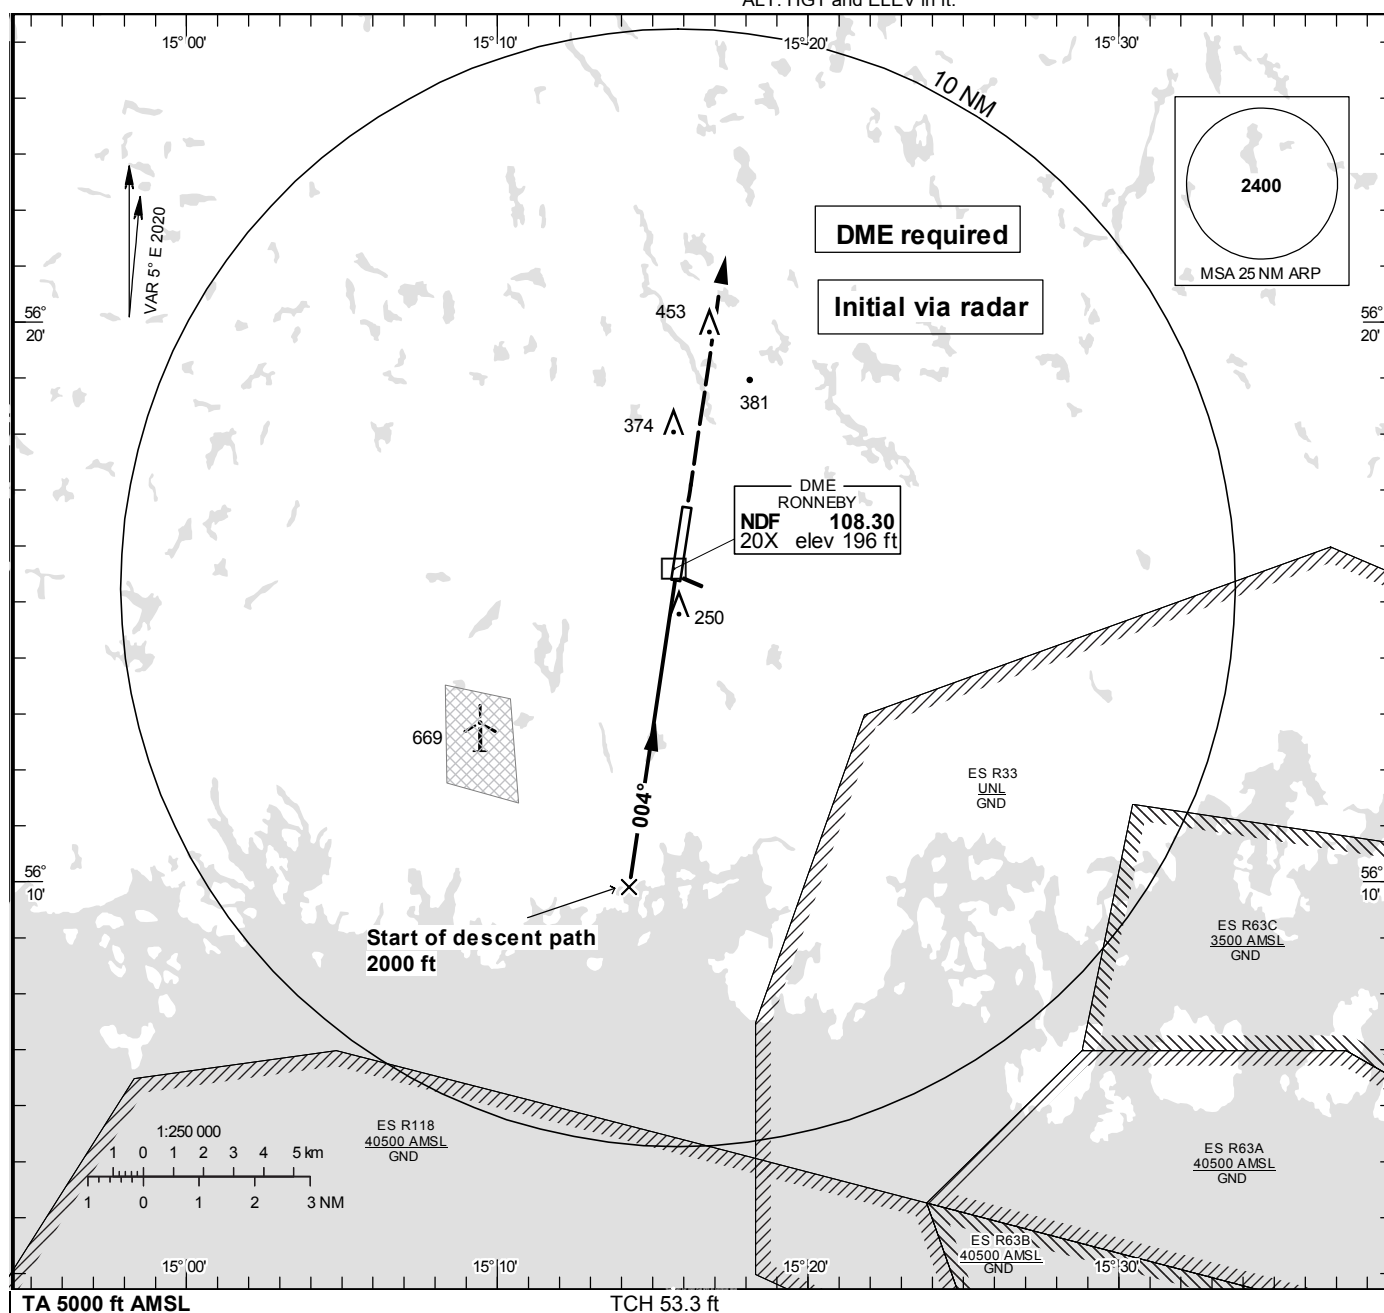 ALT. HGT and ELEV in ft.
15°00'
15°10'
15°20'
15°30'
10 NM
2400
MSA 25 NM ARP
VAR 5° E 2020
DME required
Initial via radar
453
56°
20'
56°
20'
381
374
DME
RONNEBY
NDF 108.30
20X elev 196 ft
250
669
004°
ES R33
UNL
GND
56°
10'
56°
10'
Start of descent path
2000 ft
ES R63C
3500 AMSL
GND
ES R118
40500 AMSL
GND
1:250 000
1 0 1 2 3 4 5 km
1 0 1 2 3 NM
ES R63A
40500 AMSL
GND
ES R63B
40500 AMSL
GND
15°00'
15°10'
15°20'
15°30'
TA 5000 ft AMSL
TCH 53.3 ft